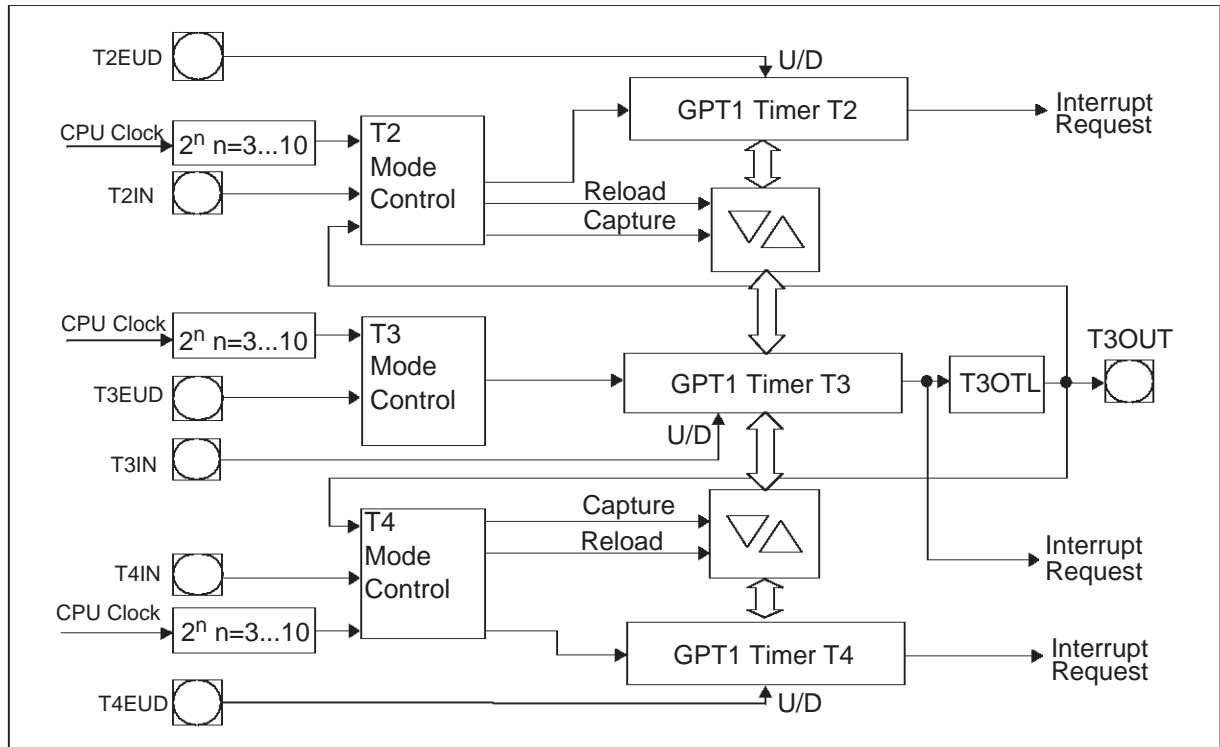 T2EUD
U/D
GPT1 Timer T2
Interrupt
Request
CPU Clock
2ⁿ n=3...10
T2
Mode
Control
T2IN
Reload
Capture
CPU Clock
2ⁿ n=3...10
T3
Mode
Control
T3OUT
T3EUD
GPT1 Timer T3
T3OTL
U/D
T3IN
T4
Mode
Control
Capture
Reload
Interrupt
Request
T4IN
CPU Clock
2ⁿ n=3...10
GPT1 Timer T4
Interrupt
Request
T4EUD
U/D